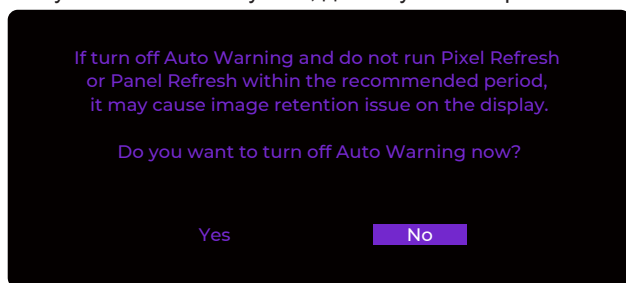 If turn off Auto Warning and do not run Pixel Refresh
or Panel Refresh within the recommended period,
it may cause image retention issue on the display.
Do you want to turn off Auto Warning now?
Yes No